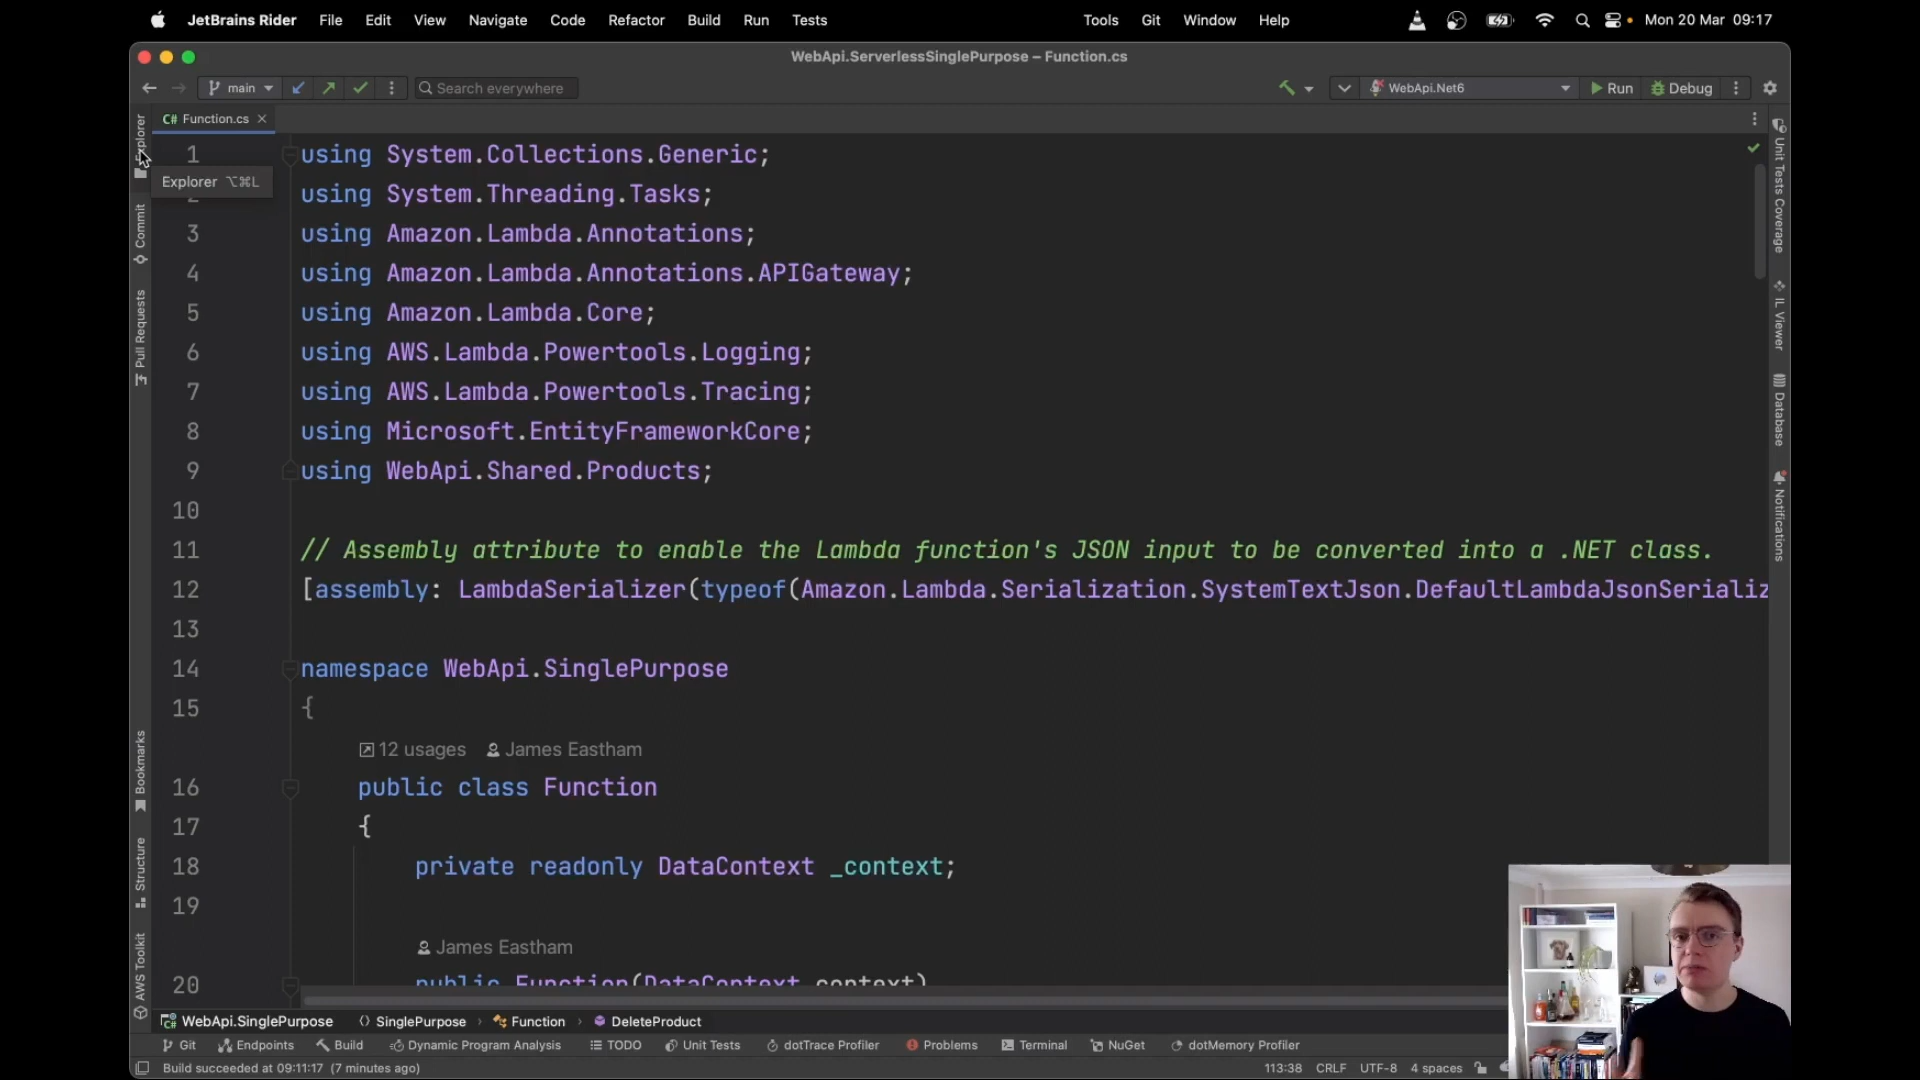 JetBrains Rider File Edit View Navigate Code Refactor Build Run Tests Tools Git Window Help Mon 20 Mar 09:17
WebApi.ServerlessSinglePurpose – Function.cs
main Search everywhere WebApi.Net6 Run Debug
C# Function.cs
Explorer
Explorer ⌥⌘L
Commit
Pull Requests
Bookmarks
Structure
AWS Toolkit
1 using System.Collections.Generic;
2 using System.Threading.Tasks;
3 using Amazon.Lambda.Annotations;
4 using Amazon.Lambda.Annotations.APIGateway;
5 using Amazon.Lambda.Core;
6 using AWS.Lambda.Powertools.Logging;
7 using AWS.Lambda.Powertools.Tracing;
8 using Microsoft.EntityFrameworkCore;
9 using WebApi.Shared.Products;
10
11 // Assembly attribute to enable the Lambda function's JSON input to be converted into a .NET class.
12 [assembly: LambdaSerializer(typeof(Amazon.Lambda.Serialization.SystemTextJson.DefaultLambdaJsonSerializ
13
14 namespace WebApi.SinglePurpose
15 {
12 usages James Eastham
16 public class Function
17 {
18 private readonly DataContext _context;
19
James Eastham
20 public Function(DataContext context)
Unit Tests Coverage
IL Viewer
Database
Notifications
WebApi.SinglePurpose SinglePurpose Function DeleteProduct
Git Endpoints Build Dynamic Program Analysis TODO Unit Tests dotTrace Profiler Problems Terminal NuGet dotMemory Profiler
Build succeeded at 09:11:17 (7 minutes ago) 113:38 CRLF UTF-8 4 spaces